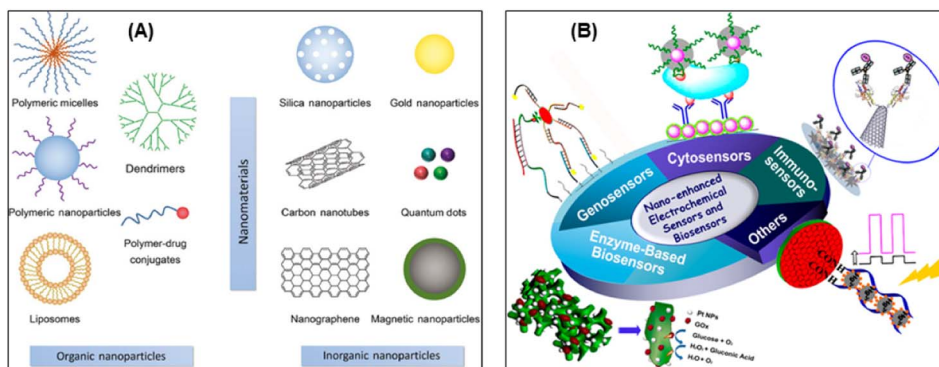 (A)
Polymeric micelles
Dendrimers
Polymeric nanoparticles
Polymer-drug
conjugates
Liposomes
Organic nanoparticles
Nanomaterials
Silica nanoparticles
Gold nanoparticles
Carbon nanotubes
Quantum dots
Nanographene
Magnetic nanoparticles
Inorganic nanoparticles
(B)
Cytosensors
Genosensors
Immuno-
sensors
Nano-enhanced
Electrochemical
Sensors and
Biosensors
Others
Enzyme-Based
Biosensors
CONH
CONH
Pt NPs
GOx
Glucose + O₂
H₂O₂ + Gluconic Acid
H₂O + O₂